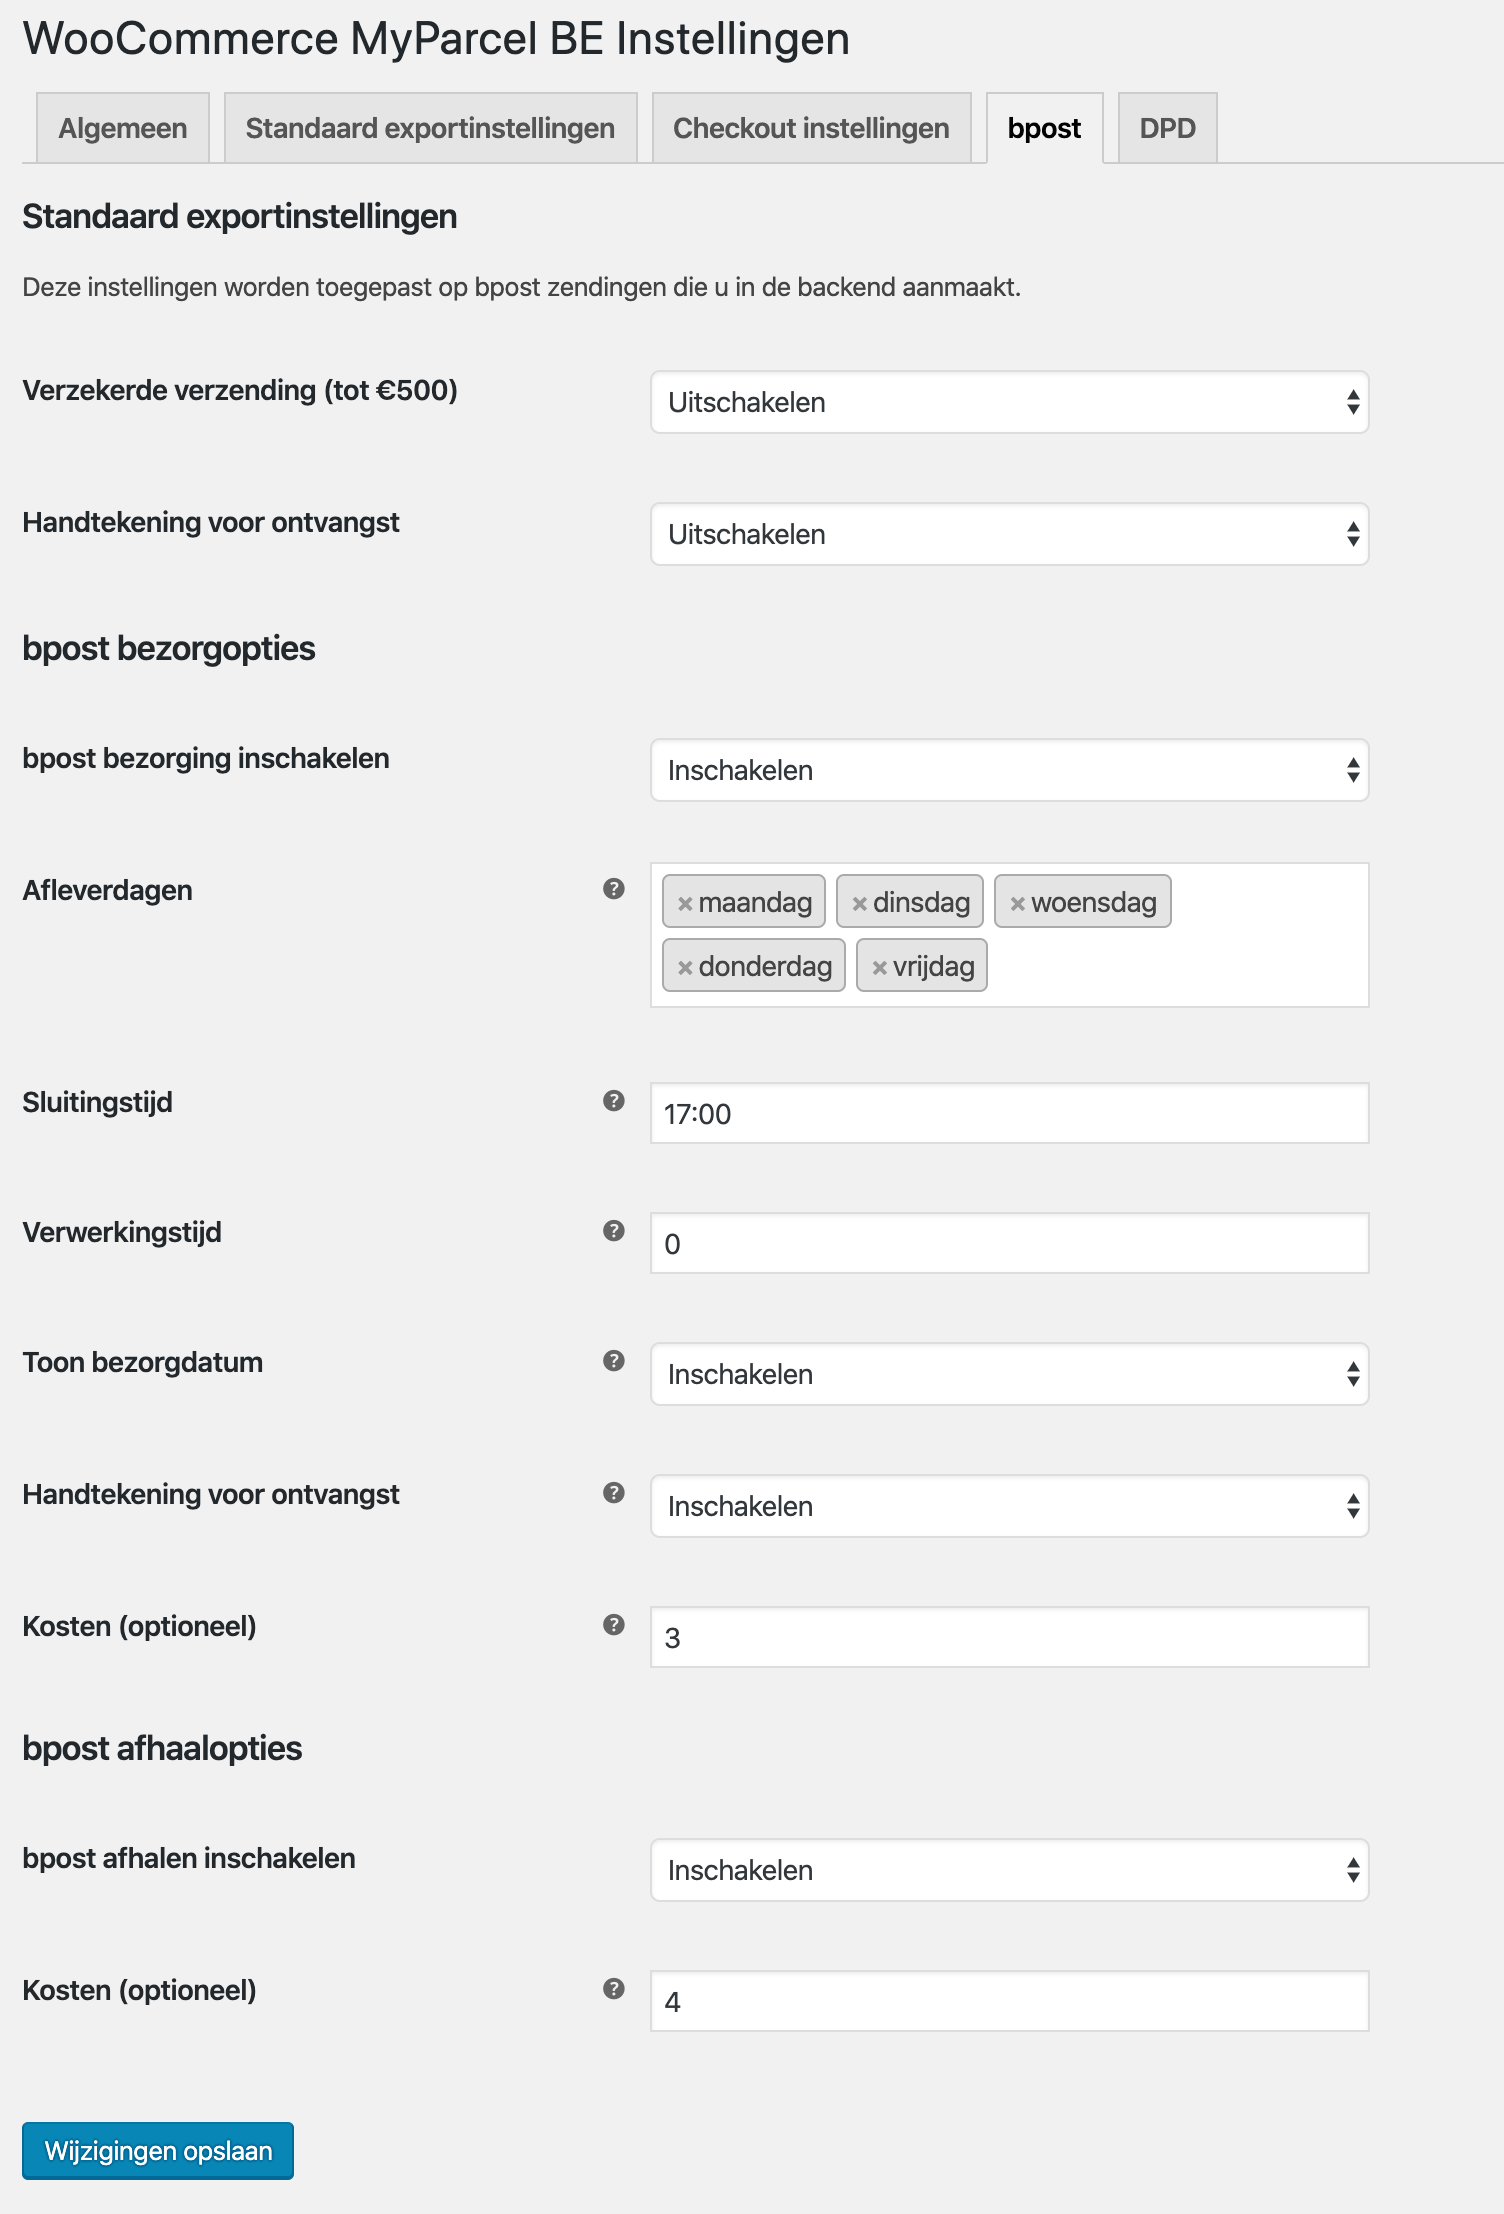 WooCommerce MyParcel BE Instellingen
Algemeen
Standaard exportinstellingen
Checkout instellingen
bpost
DPD
Standaard exportinstellingen
Deze instellingen worden toegepast op bpost zendingen die u in de backend aanmaakt.
Verzekerde verzending (tot €500)
Uitschakelen
Handtekening voor ontvangst
Uitschakelen
bpost bezorgopties
bpost bezorging inschakelen
Inschakelen
Afleverdagen
?
× maandag
× dinsdag
× woensdag
× donderdag
× vrijdag
Sluitingstijd
?
17:00
Verwerkingstijd
?
0
Toon bezorgdatum
?
Inschakelen
Handtekening voor ontvangst
?
Inschakelen
Kosten (optioneel)
?
3
bpost afhaalopties
bpost afhalen inschakelen
Inschakelen
Kosten (optioneel)
?
4
Wijzigingen opslaan